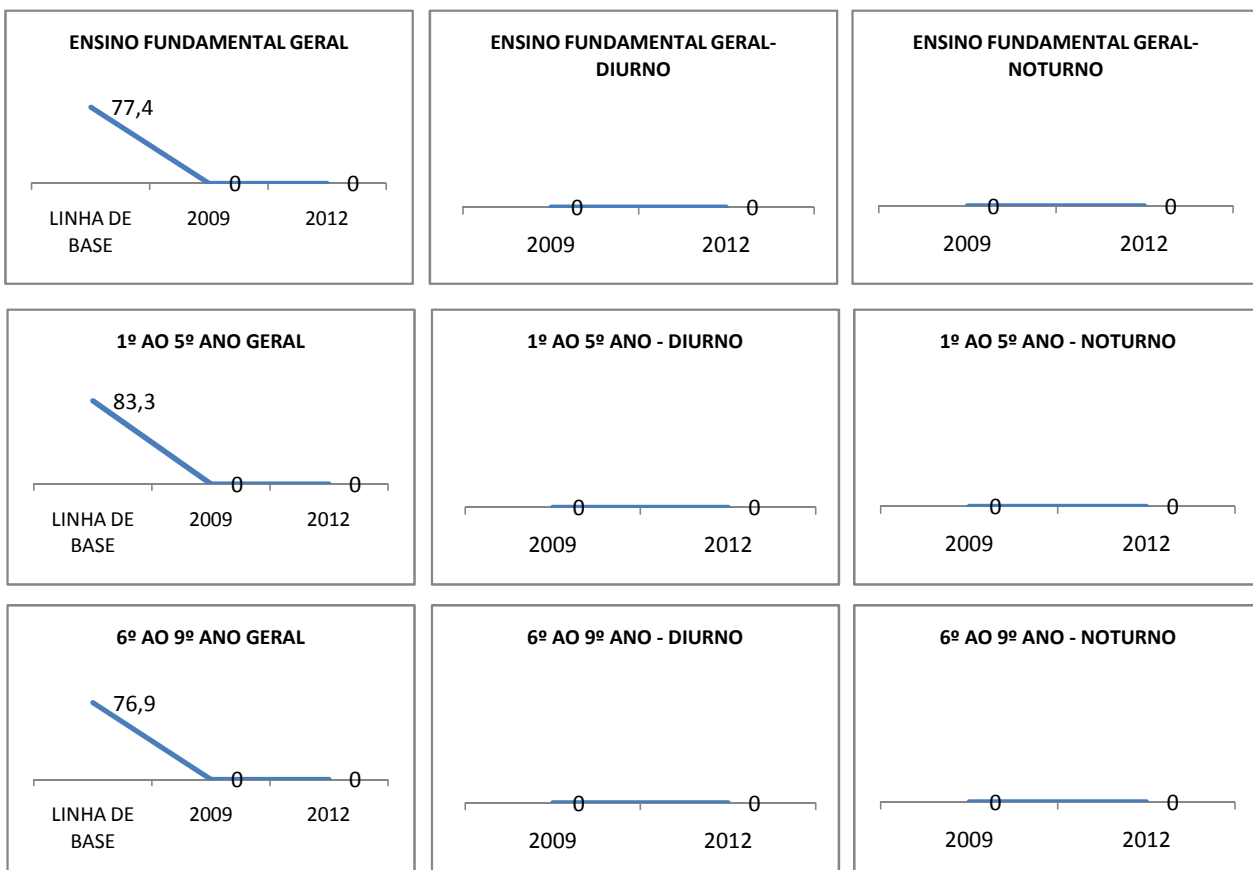 ENSINO FUNDAMENTAL GERAL
77,4
0
0
LINHA DE
BASE
2009
2012
ENSINO FUNDAMENTAL GERAL-
DIURNO
0
0
2009
2012
ENSINO FUNDAMENTAL GERAL-
NOTURNO
0
0
2009
2012
1º AO 5º ANO GERAL
83,3
0
0
LINHA DE
BASE
2009
2012
1º AO 5º ANO - DIURNO
0
0
2009
2012
1º AO 5º ANO - NOTURNO
0
0
2009
2012
6º AO 9º ANO GERAL
76,9
0
0
LINHA DE
BASE
2009
2012
6º AO 9º ANO - DIURNO
0
0
2009
2012
6º AO 9º ANO - NOTURNO
0
0
2009
2012